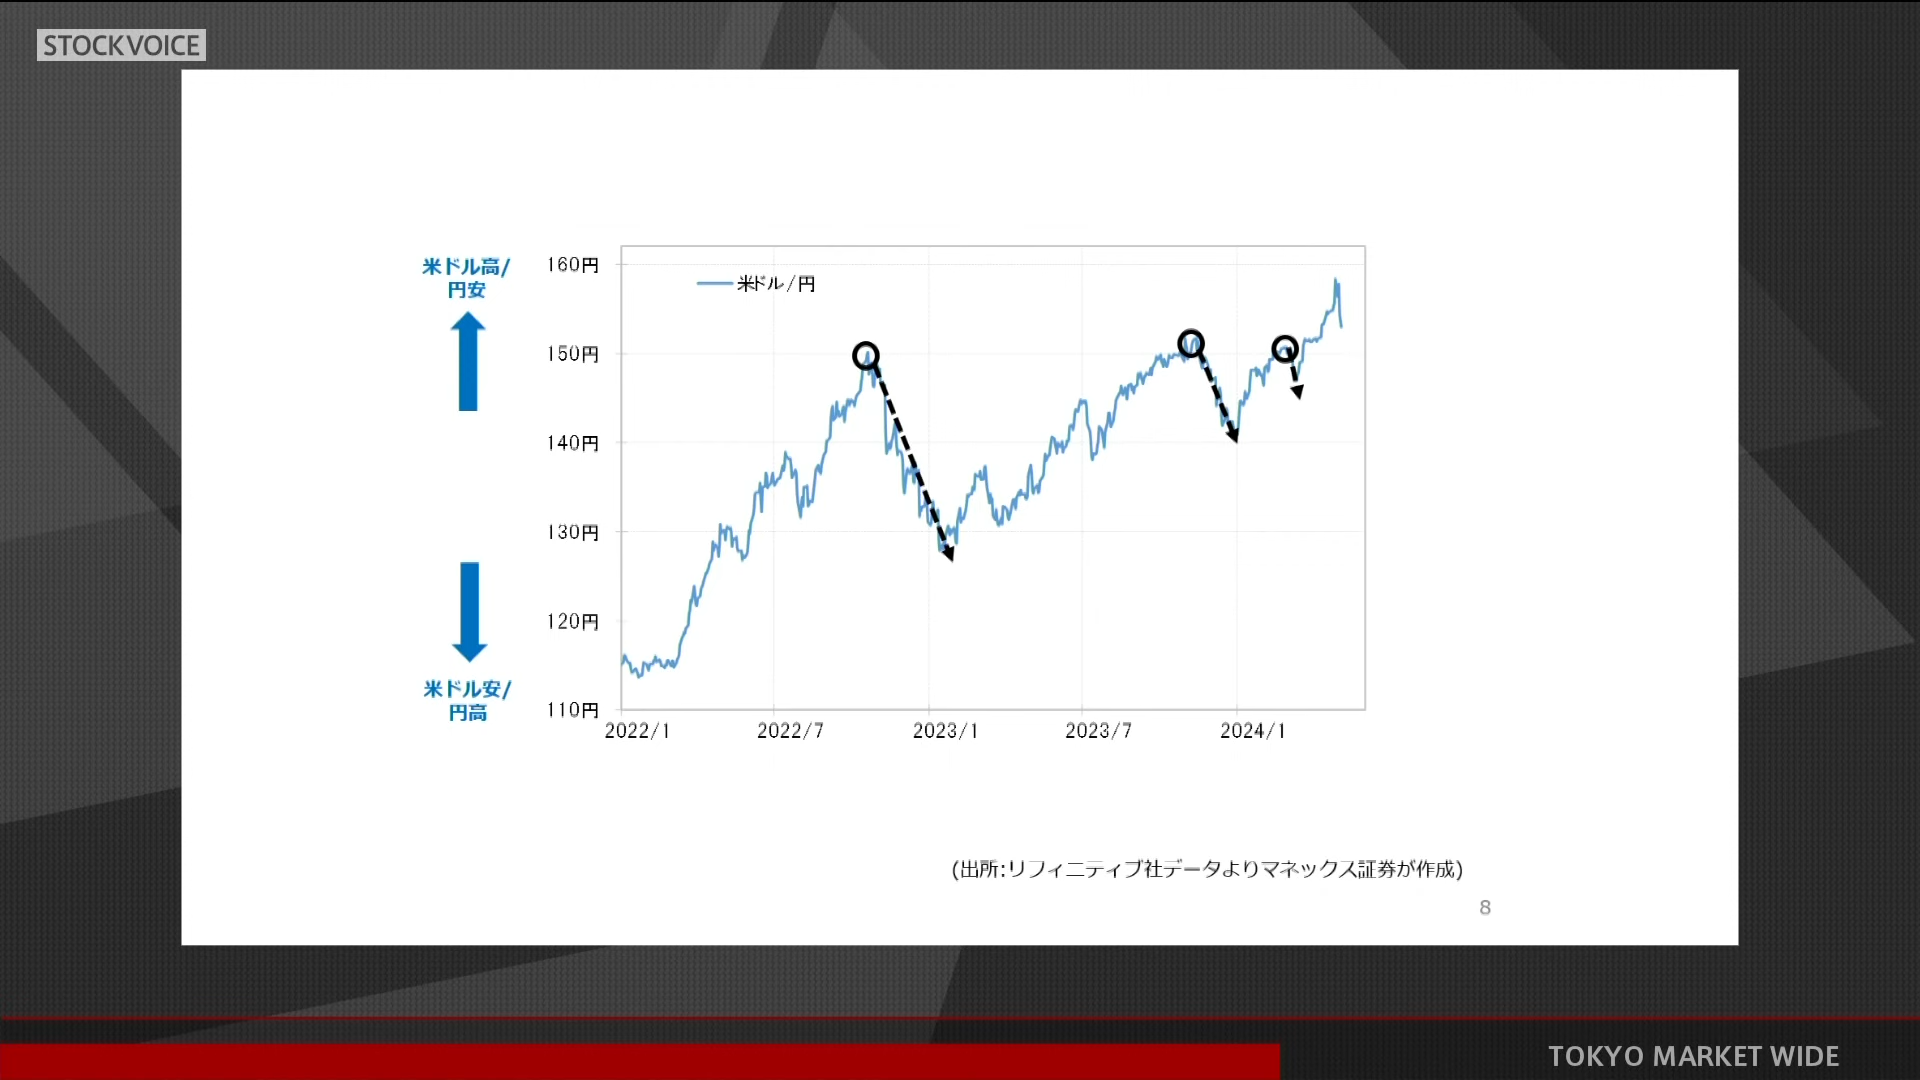 STOCKVOICE
米ドル高/
円安
米ドル安/
円高
160円
150円
140円
130円
120円
110円
米ドル/円
2022/1
2022/7
2023/1
2023/7
2024/1
(出所:リフィニティブ社データよりマネックス証券が作成)
8
TOKYO MARKET WIDE